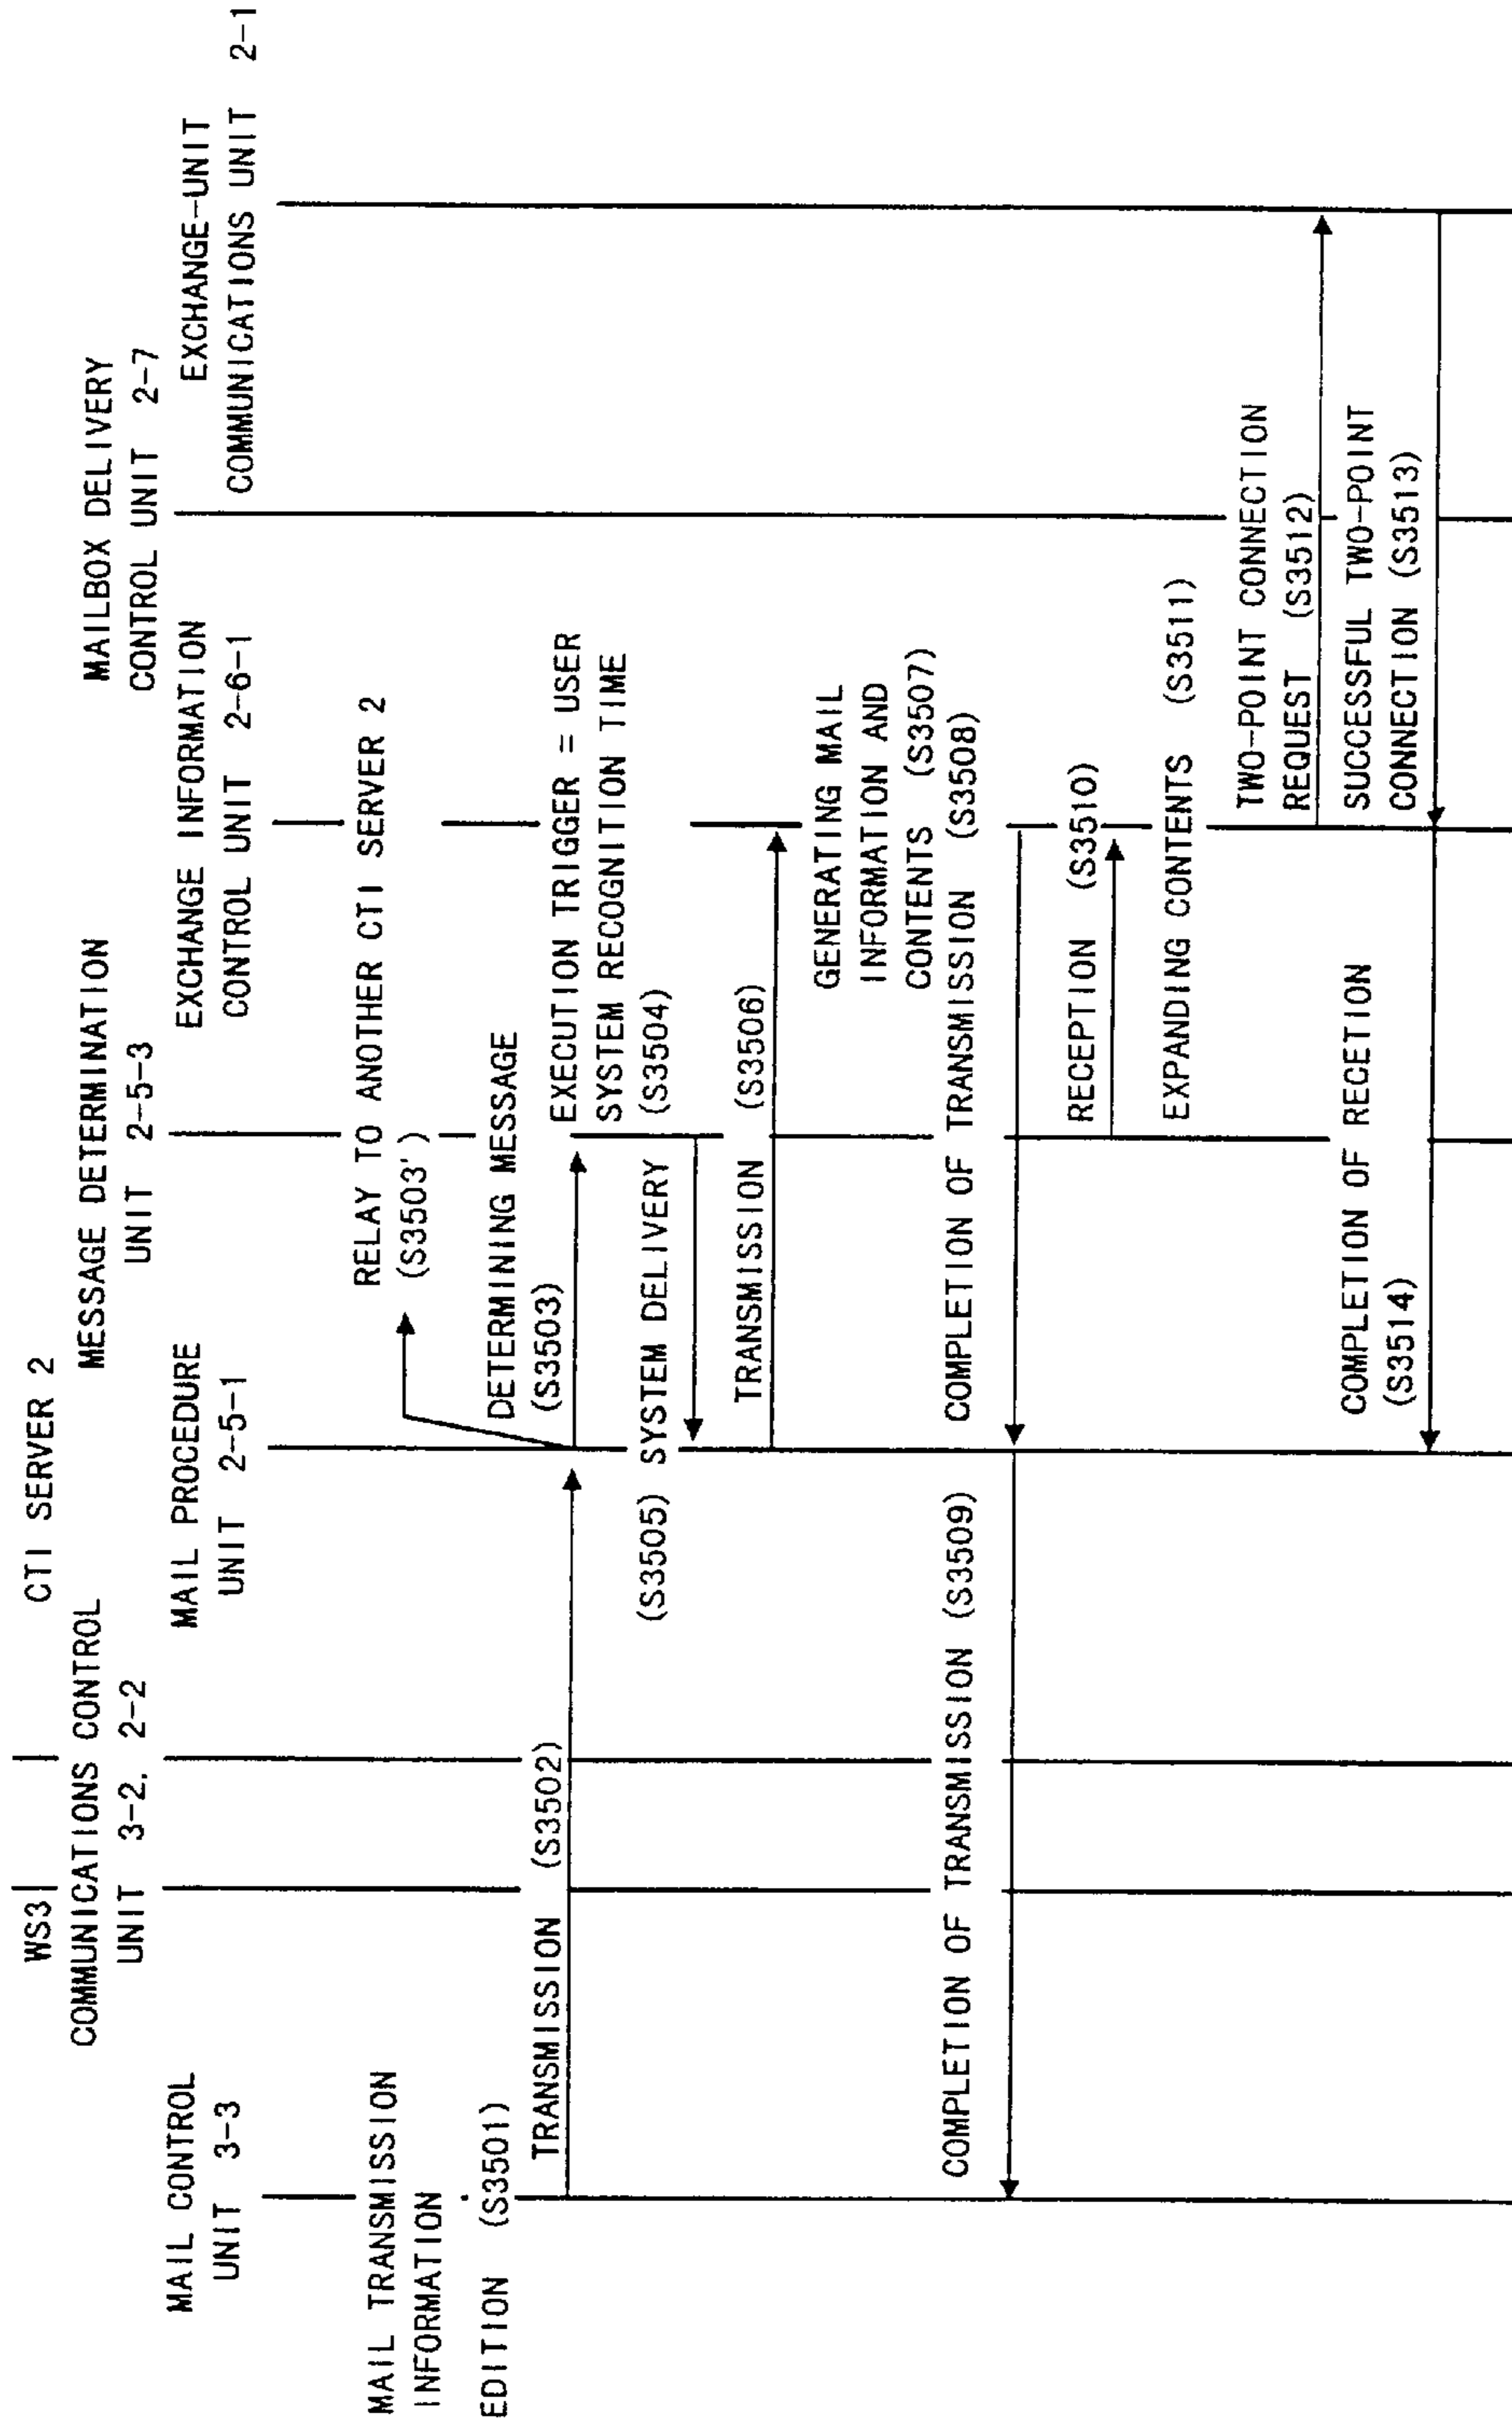 WS3
CTI SERVER 2
COMMUNICATIONS CONTROL
UNIT 3-2, 2-2
MESSAGE DETERMINATION
UNIT 2-5-3
MAILBOX DELIVERY
CONTROL UNIT 2-7
MAIL CONTROL
UNIT 3-3
MAIL PROCEDURE
UNIT 2-5-1
EXCHANGE INFORMATION
CONTROL UNIT 2-6-1
EXCHANGE-UNIT
COMMUNICATIONS UNIT 2-1
MAIL TRANSMISSION
INFORMATION
EDITION (S3501)
RELAY TO ANOTHER CTI SERVER 2
(S3503')
TRANSMISSION (S3502)
DETERMINING MESSAGE
(S3503)
EXECUTION TRIGGER = USER
SYSTEM RECOGNITION TIME
(S3504)
(S3505) SYSTEM DELIVERY
TRANSMISSION (S3506)
GENERATING MAIL
INFORMATION AND
CONTENTS (S3507)
COMPLETION OF TRANSMISSION (S3508)
COMPLETION OF TRANSMISSION (S3509)
RECEPTION (S3510)
EXPANDING CONTENTS (S3511)
TWO-POINT CONNECTION
REQUEST (S3512)
SUCCESSFUL TWO-POINT
CONNECTION (S3513)
COMPLETION OF RECETION
(S3514)